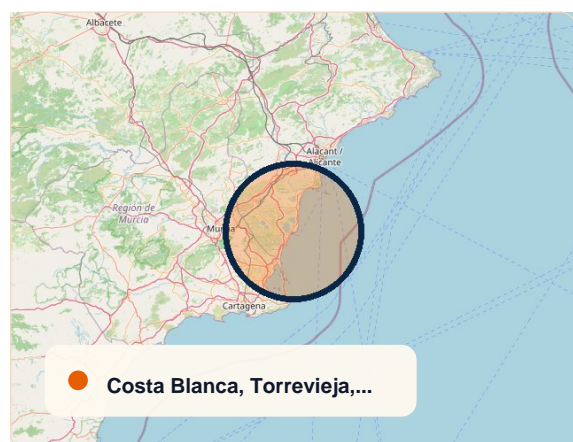 Albacete
Alacant /
Alicante
Región de
Murcia
Murcia
Cartagena
Costa Blanca, Torrevieja,...